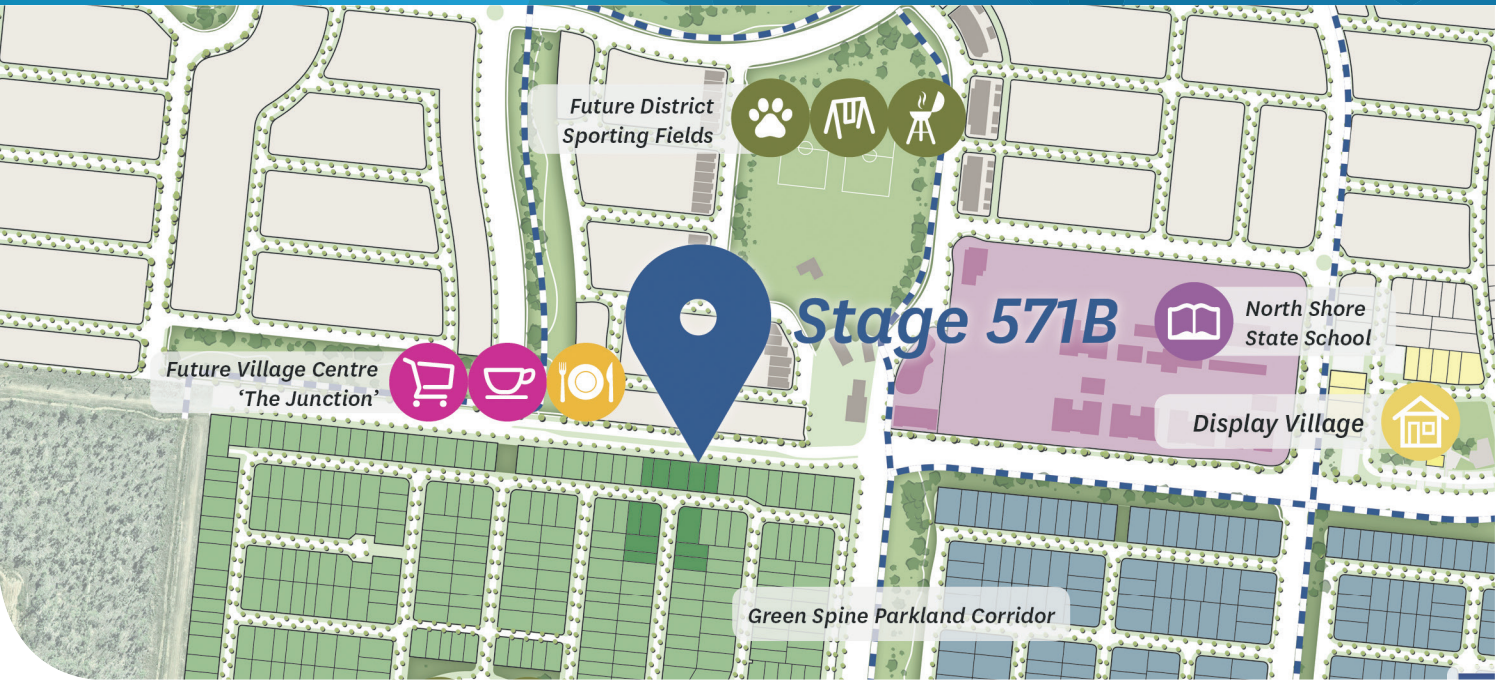 Future District
Sporting Fields
Stage 571B
North Shore
State School
Future Village Centre
‘The Junction’
Display Village
Green Spine Parkland Corridor